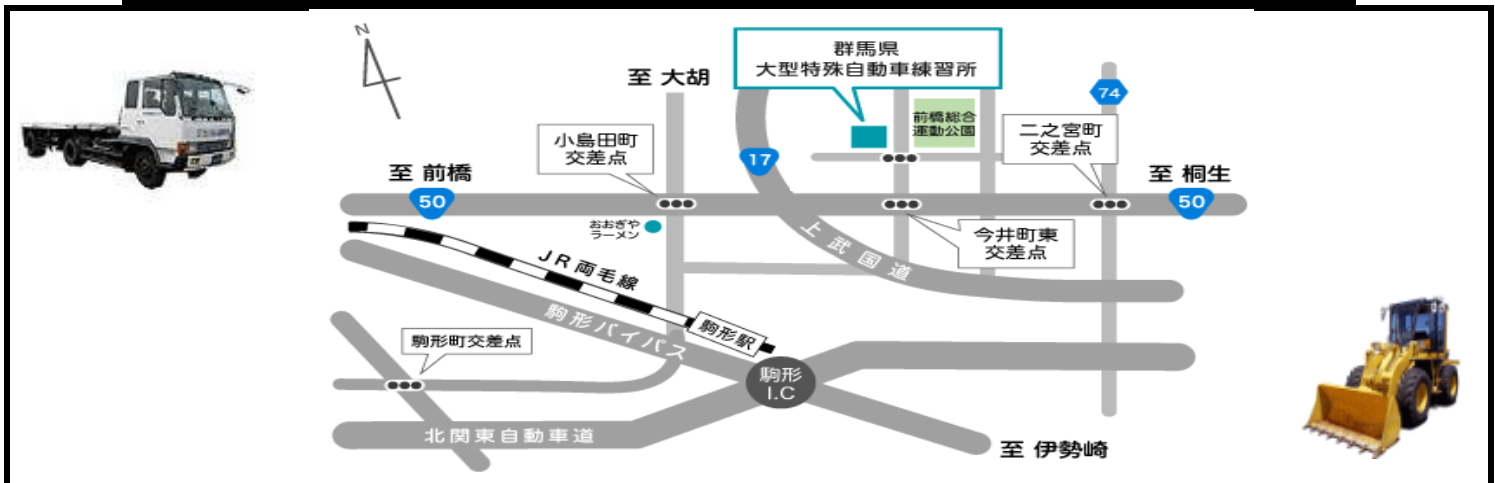 N
群馬県
大型特殊自動車練習所
至 大胡
74
前橋総合
運動公園
小島田町
交差点
二之宮町
交差点
17
至 前橋
至 桐生
50
50
おおぎや
ラーメン
今井町東
交差点
上武国道
JR両毛線
駒形バイパス
駒形駅
駒形町交差点
駒形
I.C
北関東自動車道
至 伊勢崎